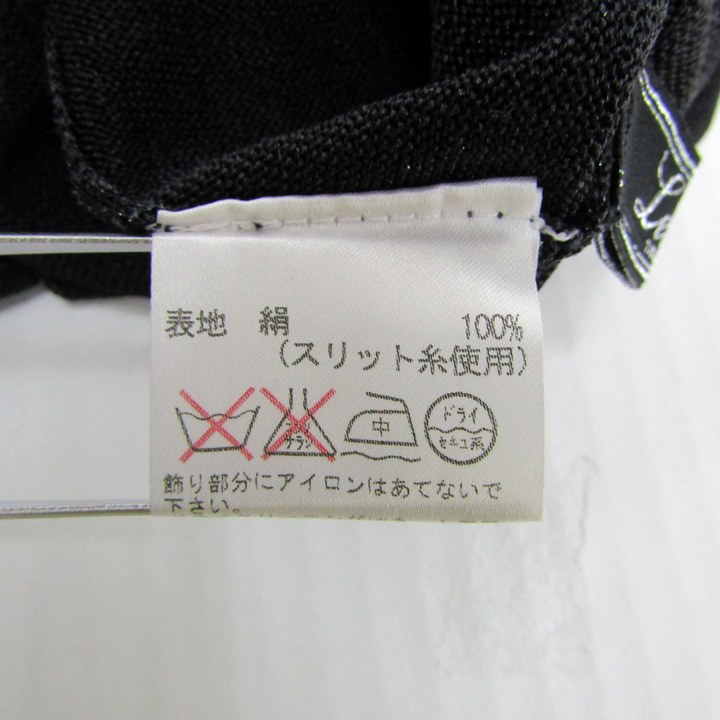 表地 絹 100%
(スリット糸使用)
中
ドライ
セキユ系
飾り部分にアイロンはあてないで
下さい。